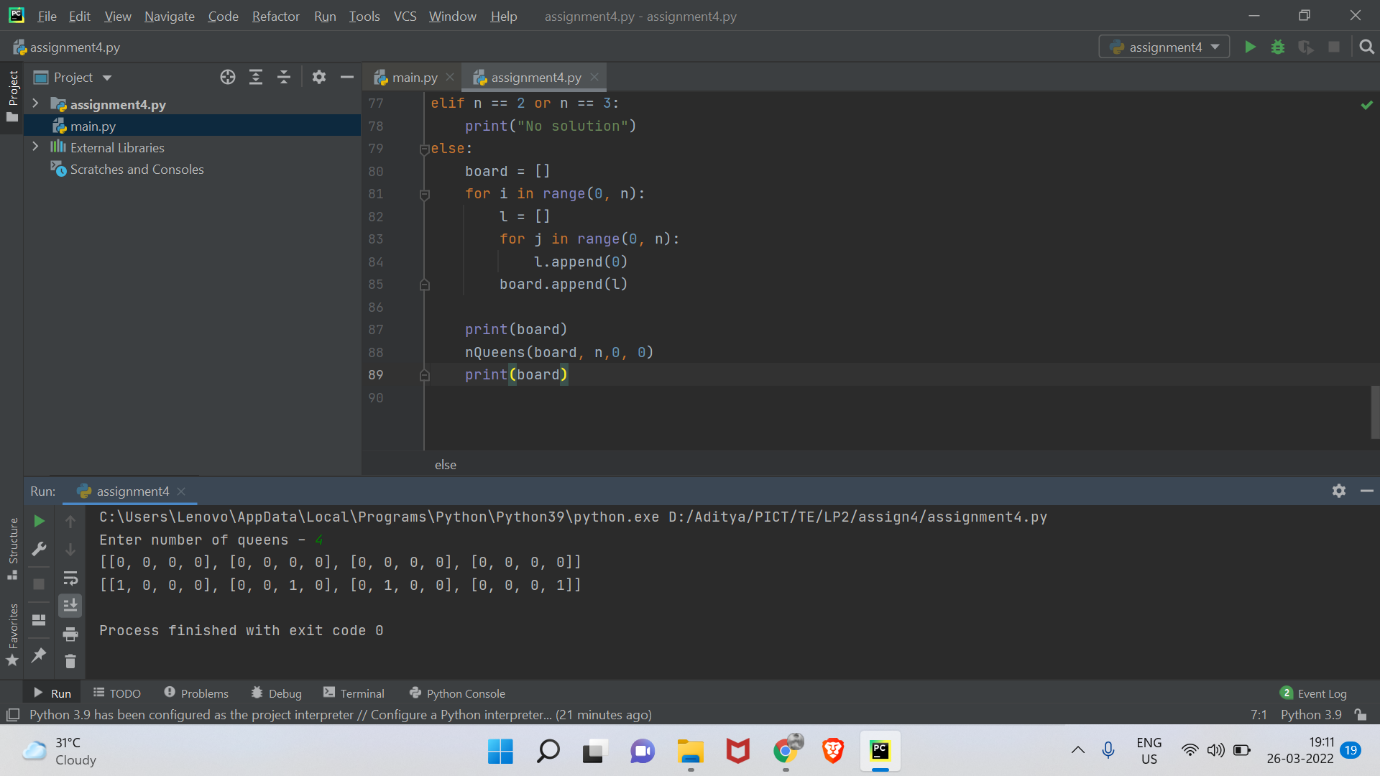 PC File Edit View Navigate Code Refactor Run Tools VCS Window Help assignment4.py - assignment4.py
assignment4.py assignment4
Project
Project
main.py assignment4.py
assignment4.py
main.py
External Libraries
Scratches and Consoles
77 elif n == 2 or n == 3:
78 print("No solution")
79 else:
80 board = []
81 for i in range(0, n):
82 l = []
83 for j in range(0, n):
84 l.append(0)
85 board.append(l)
86
87 print(board)
88 nQueens(board, n,0, 0)
89 print(board)
90
else
Run: assignment4
C:\Users\Lenovo\AppData\Local\Programs\Python\Python39\python.exe D:/Aditya/PICT/TE/LP2/assign4/assignment4.py
Enter number of queens - 4
[[0, 0, 0, 0], [0, 0, 0, 0], [0, 0, 0, 0], [0, 0, 0, 0]]
[[1, 0, 0, 0], [0, 0, 1, 0], [0, 1, 0, 0], [0, 0, 0, 1]]
Process finished with exit code 0
Structure
Favorites
Run TODO Problems Debug Terminal Python Console 2 Event Log
Python 3.9 has been configured as the project interpreter // Configure a Python interpreter... (21 minutes ago) 7:1 Python 3.9
31°C
Cloudy
PC
ENG
US
19:11
26-03-2022
19